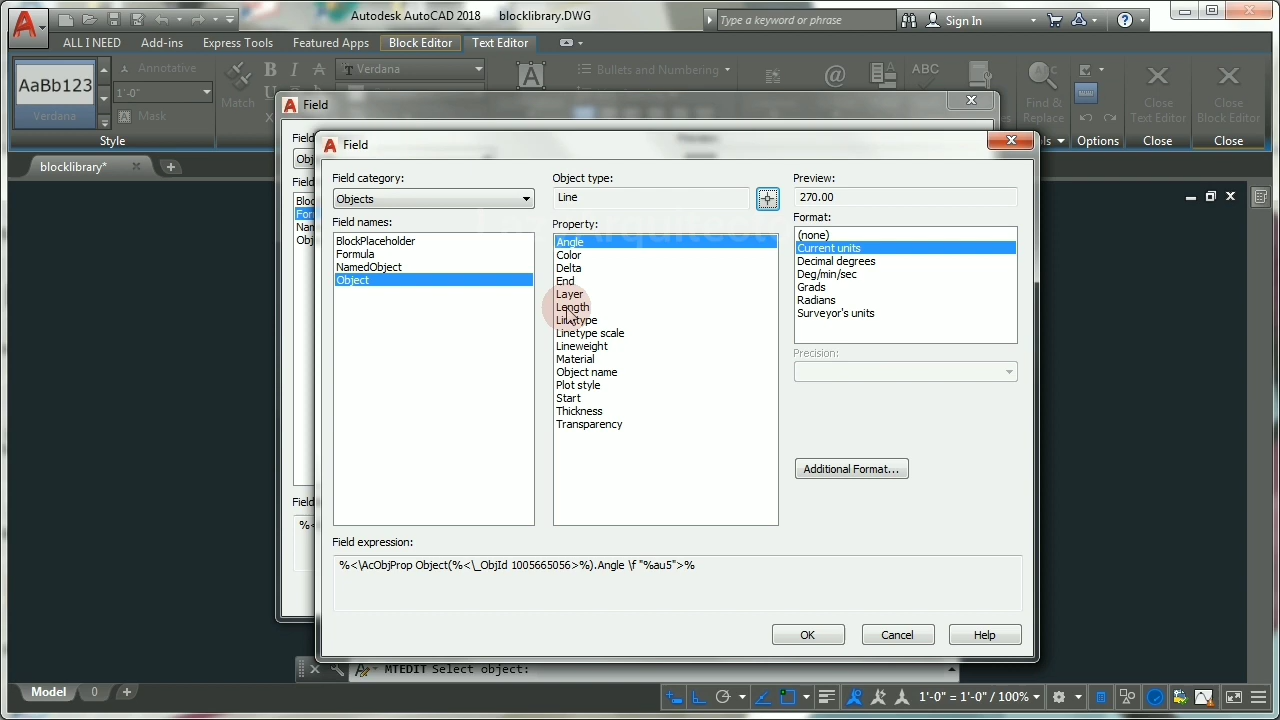 Autodesk AutoCAD 2018 blocklibrary.DWG
Type a keyword or phrase
Sign In
ALL I NEED
Add-ins
Express Tools
Featured Apps
Block Editor
Text Editor
AaBb123
Verdana
Annotative
1'-0"
Mask
Style
Match
Verdana
Bullets and Numbering
ABC
Find &
Replace
Options
Close
Text Editor
Close
Close
Block Editor
Close
blocklibrary*
Field
Field
Field category:
Objects
Field names:
BlockPlaceholder
Formula
NamedObject
Object
Object type:
Line
Property:
Angle
Color
Delta
End
Layer
Length
Linetype
Linetype scale
Lineweight
Material
Object name
Plot style
Start
Thickness
Transparency
Preview:
270.00
Format:
(none)
Current units
Decimal degrees
Deg/min/sec
Grads
Radians
Surveyor's units
Precision:
Additional Format...
Field expression:
%<\AcObjProp Object(%<\_ObjId 1005665056>%).Angle \f "%au5">%
OK
Cancel
Help
MTEDIT Select object:
Model
0
1'-0" = 1'-0" / 100%